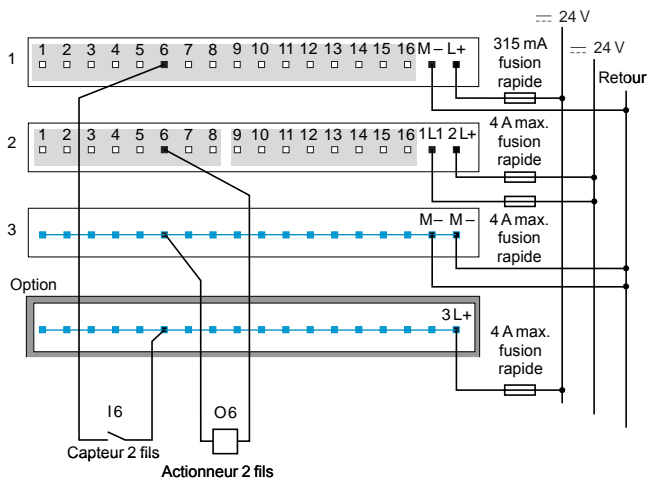 ⎓ 24 V
1 1 2 3 4 5 6 7 8 9 10 11 12 13 14 15 16 M– L+
315 mA
fusion
rapide
⎓ 24 V
Retour
2 1 2 3 4 5 6 7 8 9 10 11 12 13 14 15 16 1L1 2L+
4 A max.
fusion
rapide
3 M– M–
4 A max.
fusion
rapide
Option
3L+
4 A max.
fusion
rapide
I6
Capteur 2 fils
O6
Actionneur 2 fils